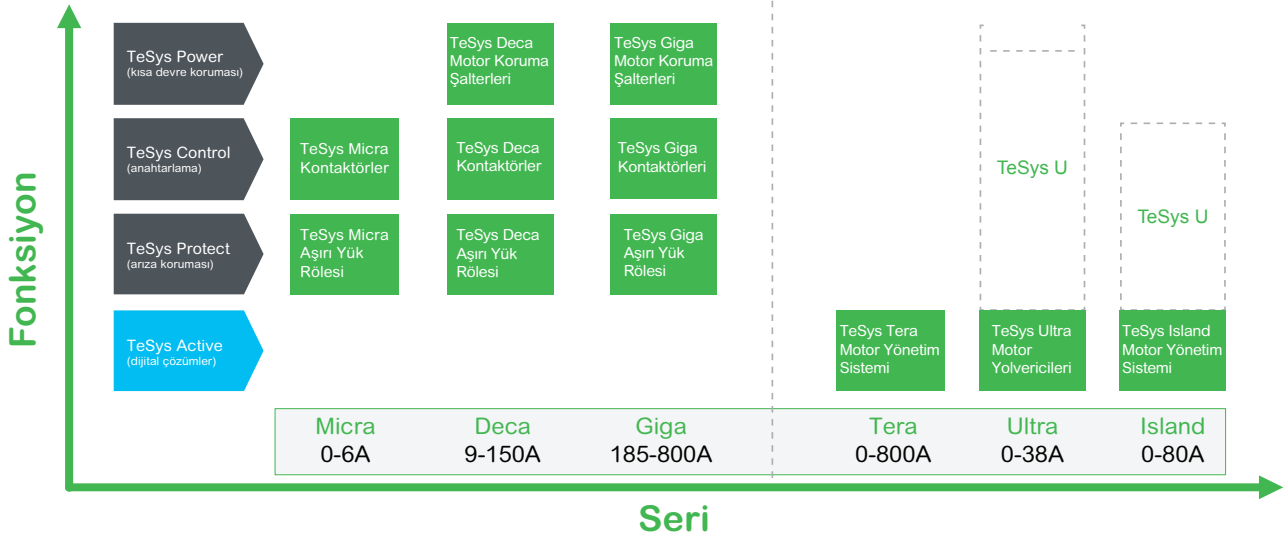 Fonksiyon
TeSys Power
(kısa devre koruması)
TeSys Deca
Motor Koruma
Şalterleri
TeSys Giga
Motor Koruma
Şalterleri
TeSys Control
(anahtarlama)
TeSys Micra
Kontaktörler
TeSys Deca
Kontaktörler
TeSys Giga
Kontaktörleri
TeSys U
TeSys U
TeSys Protect
(arıza koruması)
TeSys Micra
Aşırı Yük
Rölesi
TeSys Deca
Aşırı Yük
Rölesi
TeSys Giga
Aşırı Yük
Rölesi
TeSys Active
(dijital çözümler)
TeSys Tera
Motor Yönetim
Sistemi
TeSys Ultra
Motor
Yolvericileri
TeSys Island
Motor Yönetim
Sistemi
Micra
0-6A
Deca
9-150A
Giga
185-800A
Tera
0-800A
Ultra
0-38A
Island
0-80A
Seri